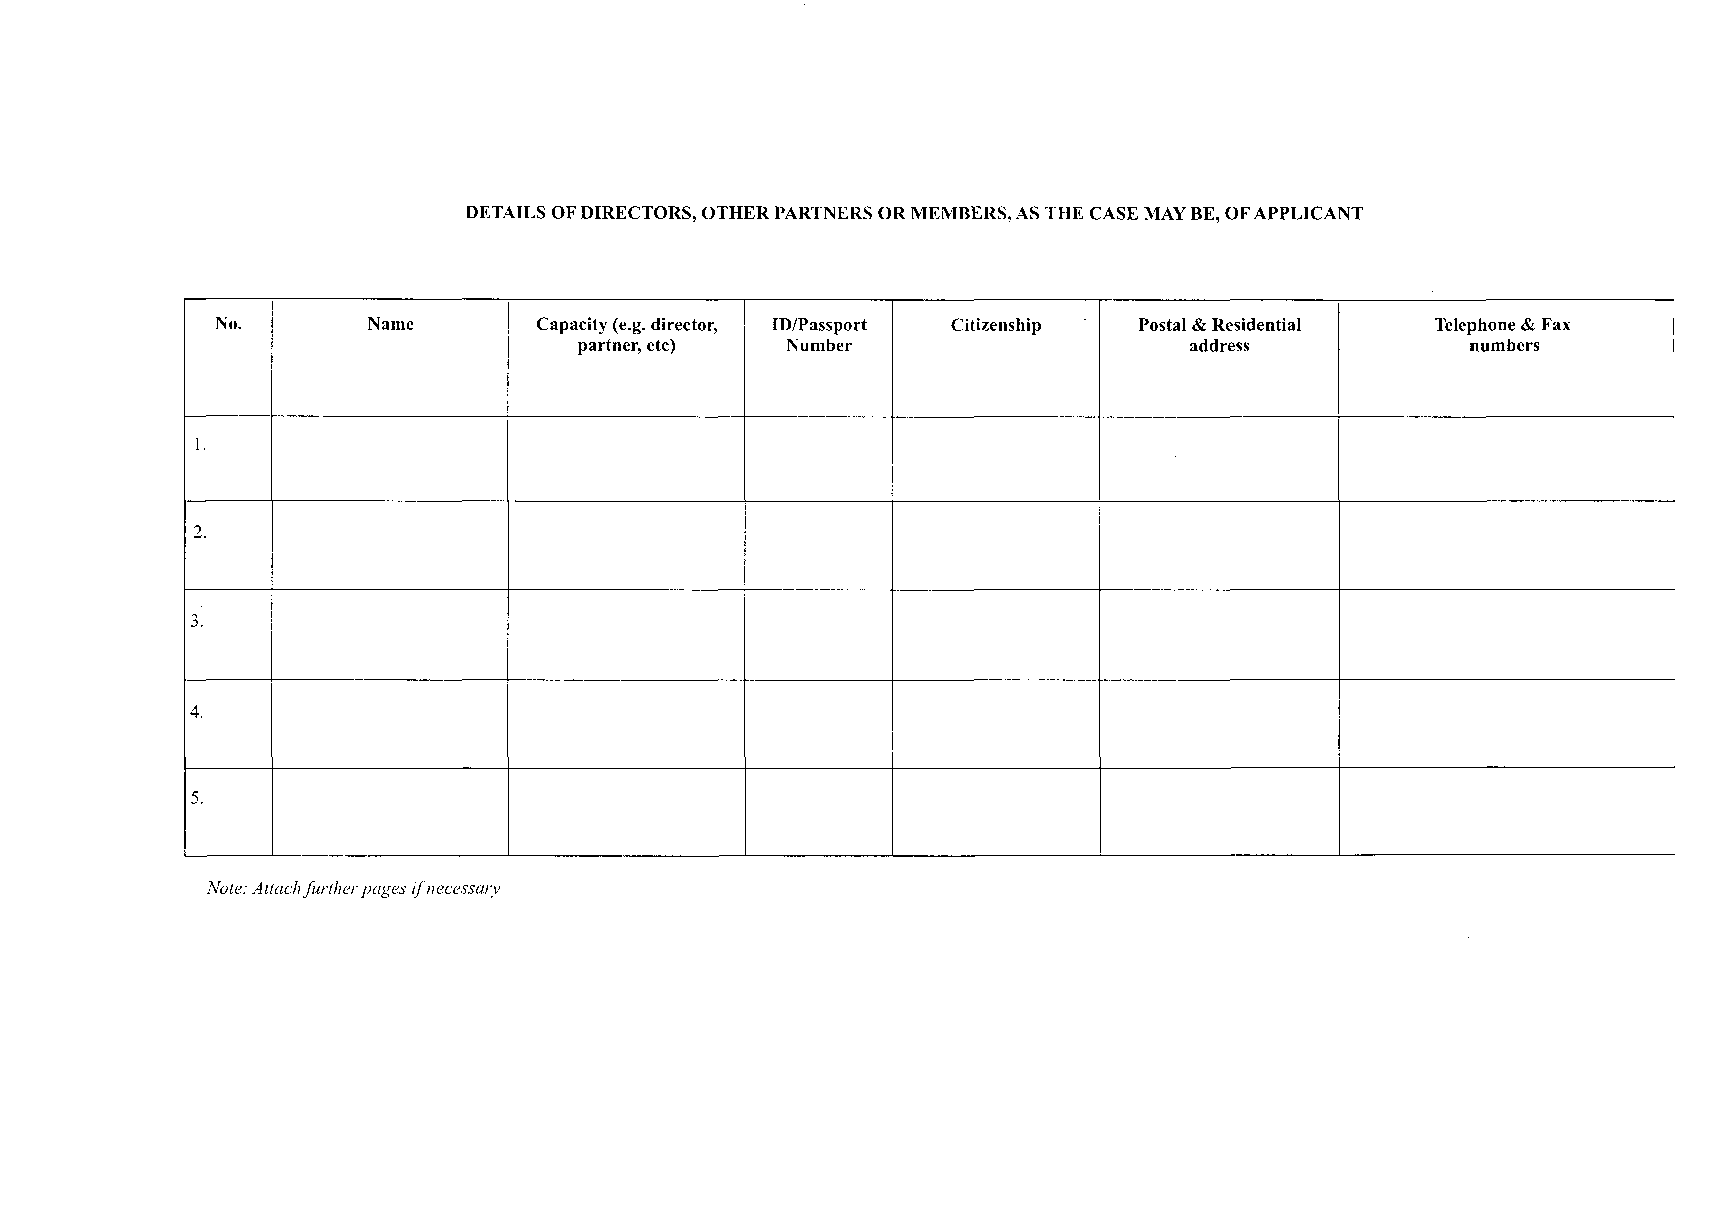 DETAILS OF DIRECTORS, OTHER PARTNERS OR MEMBERS, AS THE CASE MAY BE, OF APPLICANT
No. Name Capacity (e.g. director, ID/Passport Citizenship Postal & Residential Telephone & Fax
partner, etc) Number address numbers
1.
2.
3.
4.
5.
Note: Attach further pages if necessary